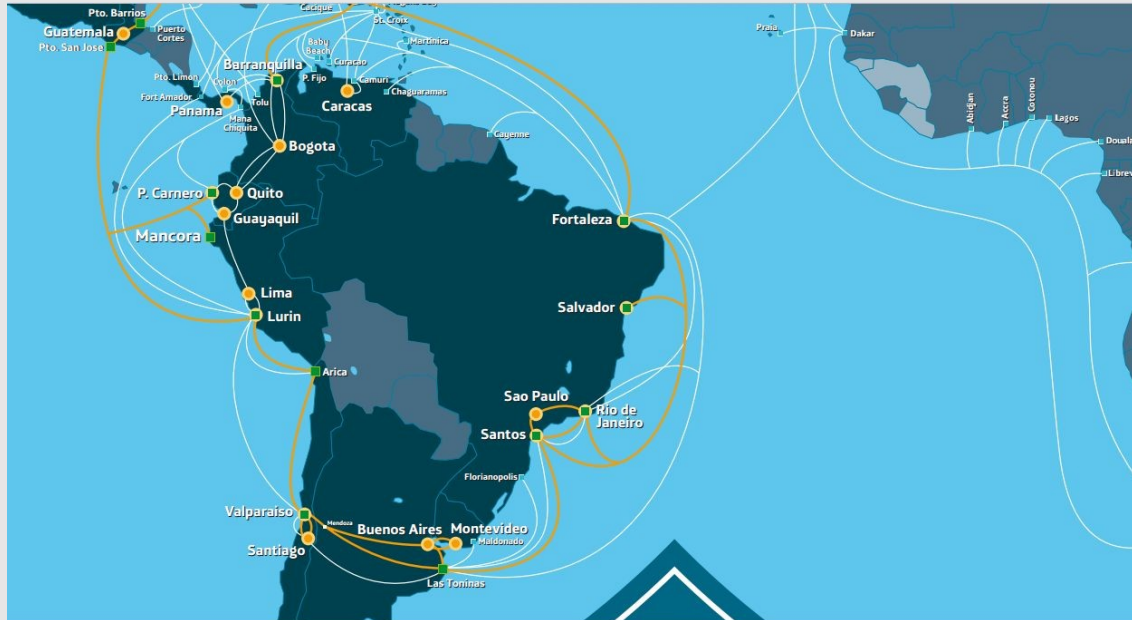 Pto. Barrios
Guatemala
Puerto
Cortes
Pto. San Jose
Cacique
St. Croix
Martinica
Baby
Beach
Curacao
P. Fijo
Camuri
Chaguaramas
Barranquilla
Pto. Limon
Colon
Fort Amador
Tolu
Panama
Mana
Chiquita
Caracas
Bogota
Cayenne
P. Carnero
Quito
Guayaquil
Mancora
Fortaleza
Lima
Lurin
Salvador
Arica
Sao Paulo
Rio de
Janeiro
Santos
Florianopolis
Valparaiso
Mendoza
Buenos Aires
Montevideo
Maldonado
Santiago
Las Toninas
Praia
Dakar
Abidjan
Accra
Cotonou
Lagos
Douala
Librev